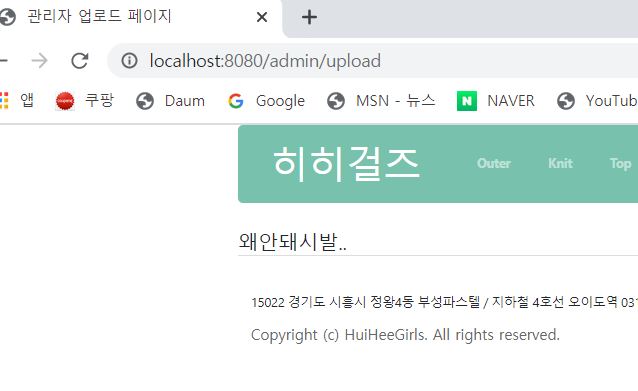 관리자 업로드 페이지
localhost:8080/admin/upload
앱 쿠팡 Daum Google MSN - 뉴스 N NAVER YouTub
히히걸즈 Outer Knit Top
왜안돼시발..
15022 경기도 시흥시 정왕4동 부성파스텔 / 지하철 4호선 오이도역 031
Copyright (c) HuiHeeGirls. All rights reserved.